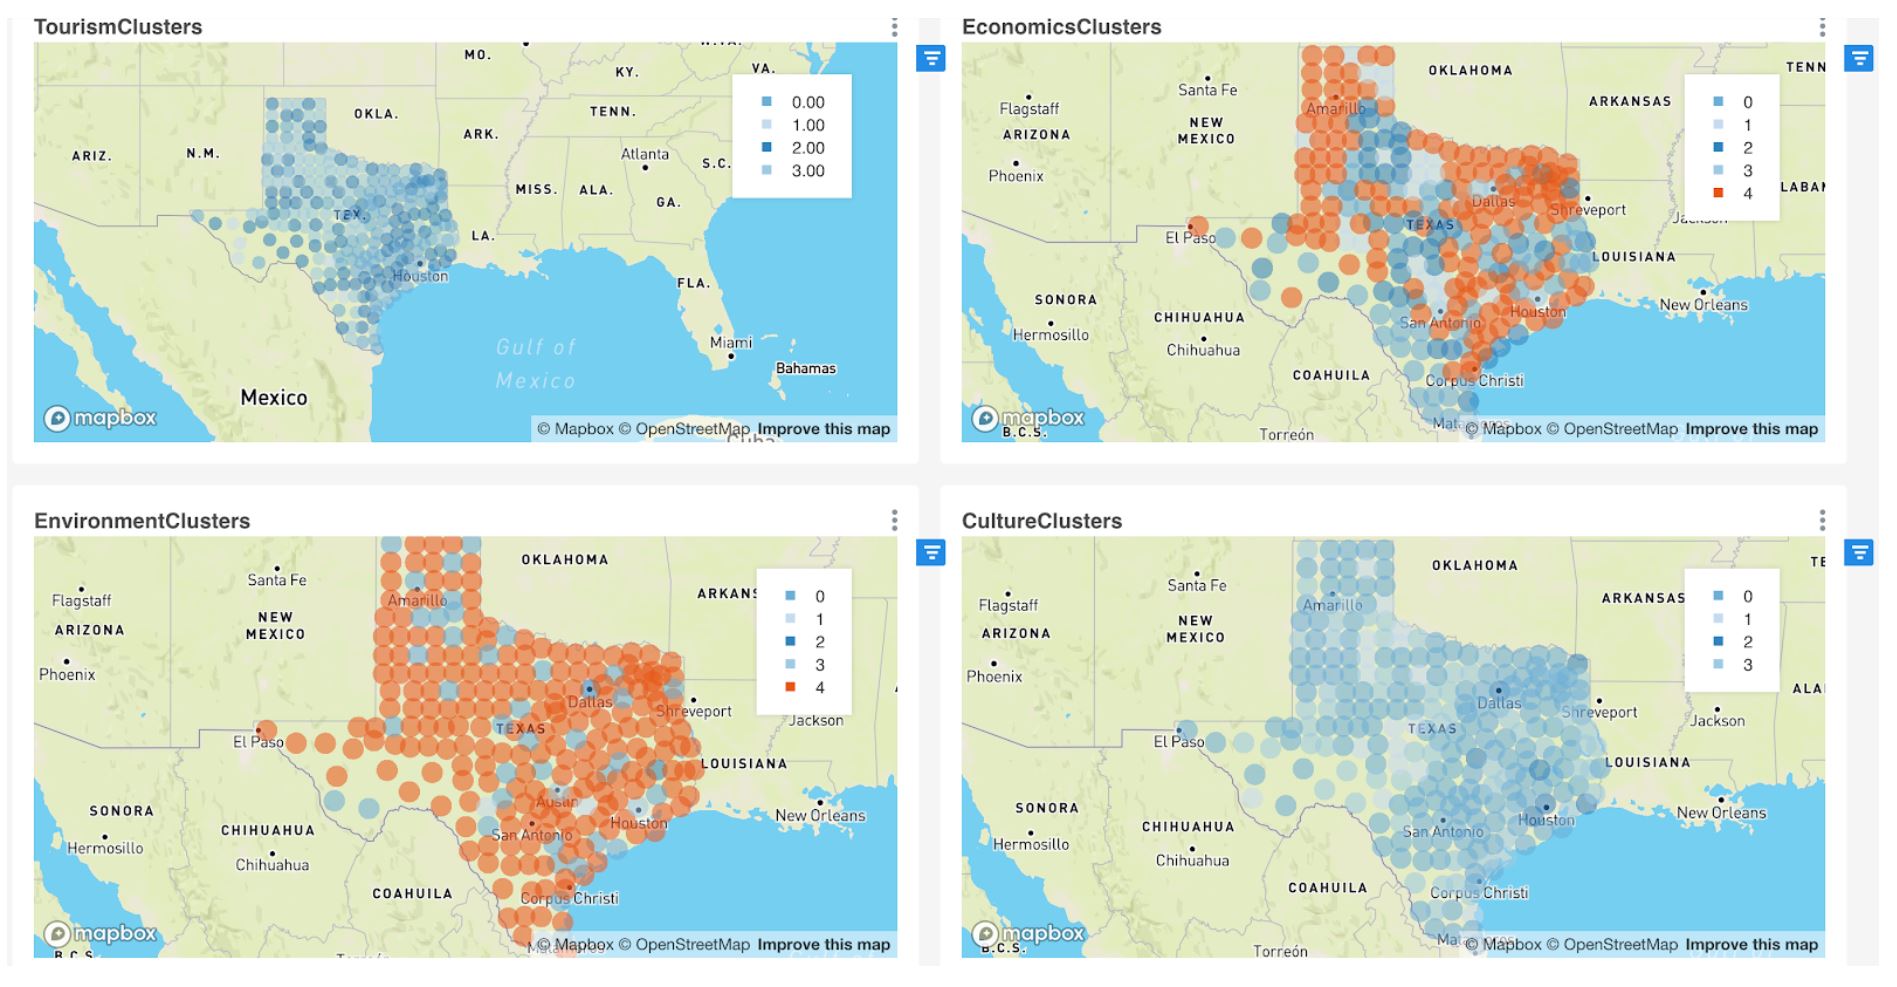 TourismClusters
MO.
KY.
VA.
OKLA.
TENN.
ARK.
ARIZ.
N.M.
Atlanta
S.C.
MISS.
ALA.
GA.
TEX.
LA.
Houston
FLA.
Gulf of
Mexico
Miami
Bahamas
Mexico
mapbox
© Mapbox © OpenStreetMap Improve this map
Cuba
0.00
1.00
2.00
3.00
EconomicsClusters
OKLAHOMA
TENN
Santa Fe
Flagstaff
Amarillo
ARKANSAS
ARIZONA
NEW
MEXICO
Phoenix
Dallas
Shreveport
Jackson
LABAN
TEXAS
El Paso
LOUISIANA
SONORA
New Orleans
CHIHUAHUA
San Antonio
Houston
Hermosillo
Chihuahua
COAHUILA
Corpus Christi
mapbox
B.C.S.
Torreón
© Mapbox © OpenStreetMap Improve this map
0
1
2
3
4
EnvironmentClusters
OKLAHOMA
Santa Fe
Flagstaff
Amarillo
ARKANS
NEW
MEXICO
ARIZONA
Phoenix
Dallas
Shreveport
Jackson
TEXAS
El Paso
LOUISIANA
Austin
SONORA
New Orleans
CHIHUAHUA
San Antonio
Houston
Hermosillo
Chihuahua
COAHUILA
Corpus Christi
mapbox
Matamoros
© Mapbox © OpenStreetMap Improve this map
B.C.S.
0
1
2
3
4
CultureClusters
OKLAHOMA
TE
Santa Fe
Flagstaff
Amarillo
ARKANSAS
NEW
MEXICO
ARIZONA
Phoenix
ALA
Dallas
Shreveport
Jackson
TEXAS
El Paso
LOUISIANA
SONORA
New Orleans
CHIHUAHUA
San Antonio
Houston
Hermosillo
Chihuahua
COAHUILA
Corpus Christi
mapbox
B.C.S.
Torreón
© Mapbox © OpenStreetMap Improve this map
0
1
2
3